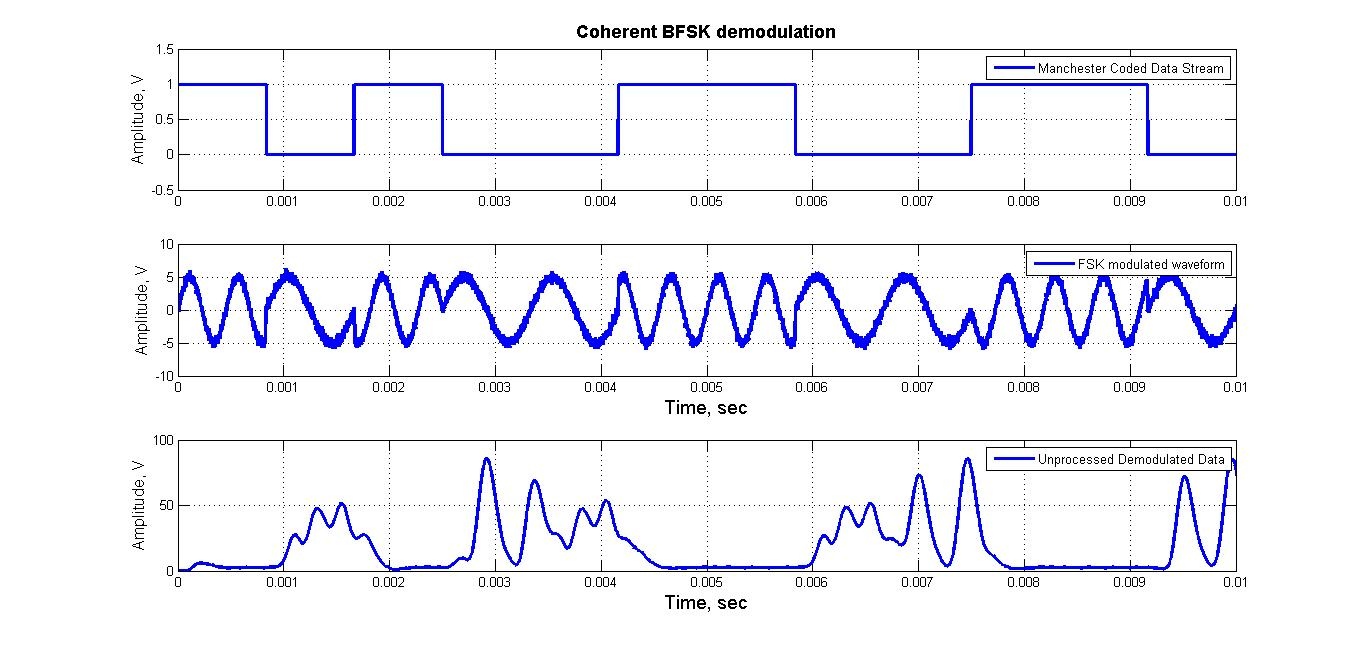 Coherent BFSK demodulation
1.5
1
0.5
0
-0.5
Amplitude, V
Manchester Coded Data Stream
0 0.001 0.002 0.003 0.004 0.005 0.006 0.007 0.008 0.009 0.01
10
5
0
-5
-10
Amplitude, V
FSK modulated waveform
0 0.001 0.002 0.003 0.004 0.005 0.006 0.007 0.008 0.009 0.01
Time, sec
100
50
0
Amplitude, V
Unprocessed Demodulated Data
0 0.001 0.002 0.003 0.004 0.005 0.006 0.007 0.008 0.009 0.01
Time, sec